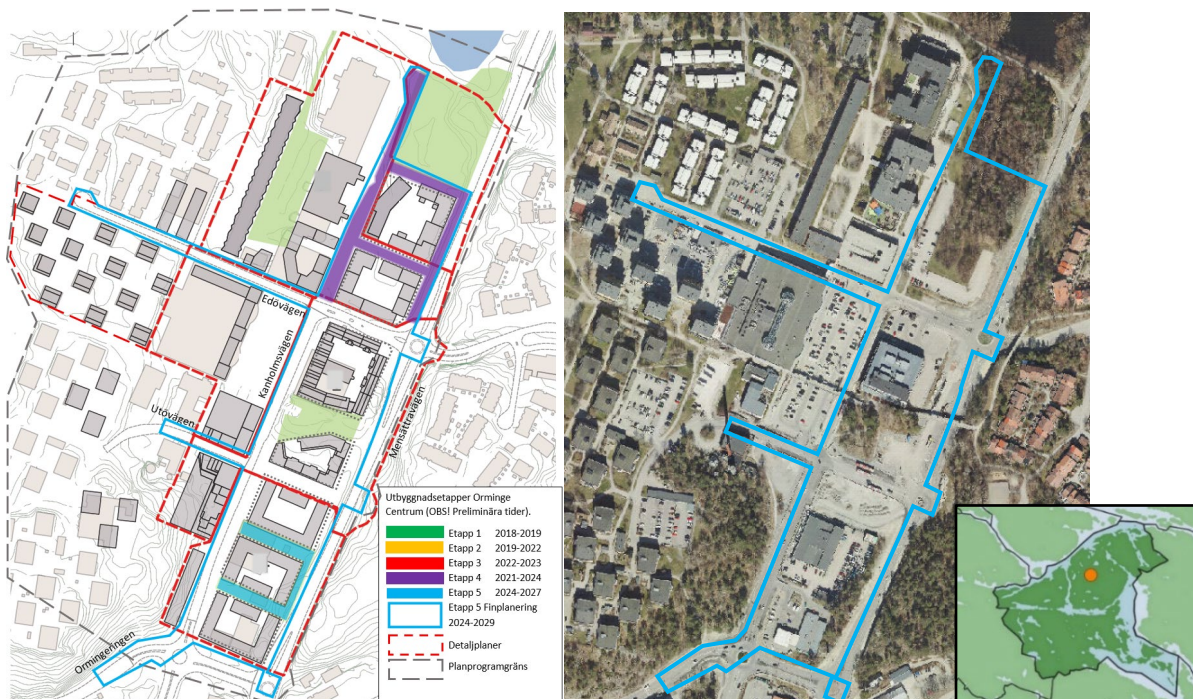 Edövägen
Kanholmsvägen
Utövägen
Mensättravägen
Ormingeringen
Utbyggnadsetapper Orminge
Centrum (OBS! Preliminära tider).
Etapp 1 2018-2019
Etapp 2 2019-2022
Etapp 3 2022-2023
Etapp 4 2021-2024
Etapp 5 2024-2027
Etapp 5 Finplanering
2024-2029
Detaljplaner
Planprogramgräns